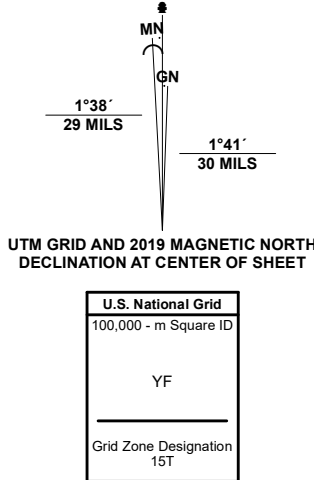 MN
GN
1°38´
29 MILS
1°41´
30 MILS
UTM GRID AND 2019 MAGNETIC NORTH
DECLINATION AT CENTER OF SHEET
U.S. National Grid
100,000 - m Square ID
YF
Grid Zone Designation
15T